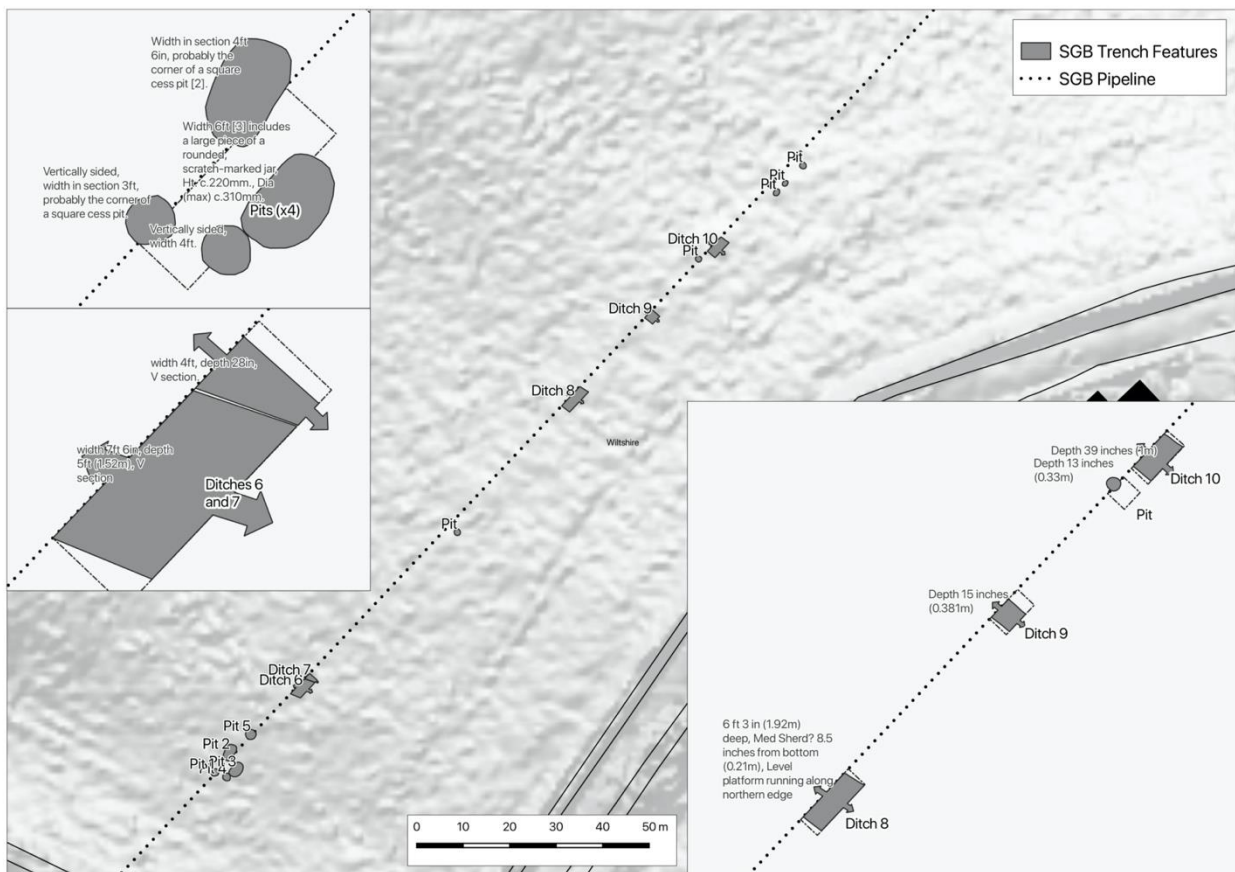 Width in section 4ft
6in, probably the
corner of a square
cess pit [2].
Width 6ft [3] includes
a large piece of a
rounded,
scratch-marked jar.
Ht c.220mm., Dia
(max) c.310mm.
Vertically sided,
width in section 3ft,
probably the corner
of a square cess pit
Pits (x4)
Vertically sided,
width 4ft.
width 4ft, depth 28in,
V section
width 7ft 6in, depth
5ft (1.52m), V
section
Ditches 6
and 7
SGB Trench Features
SGB Pipeline
Pit
Pit
Pit
Ditch 10
Pit
Ditch 9
Ditch 8
Wiltshire
Pit
Ditch 7
Ditch 6
Pit 5
Pit 2
Pit 3
Pit 1
Pit 4
0 10 20 30 40 50 m
Depth 39 inches (1m)
Depth 13 inches
(0.33m)
Ditch 10
Pit
Depth 15 inches
(0.381m)
Ditch 9
6 ft 3 in (1.92m)
deep, Med Sherd? 8.5
inches from bottom
(0.21m), Level
platform running along
northern edge
Ditch 8